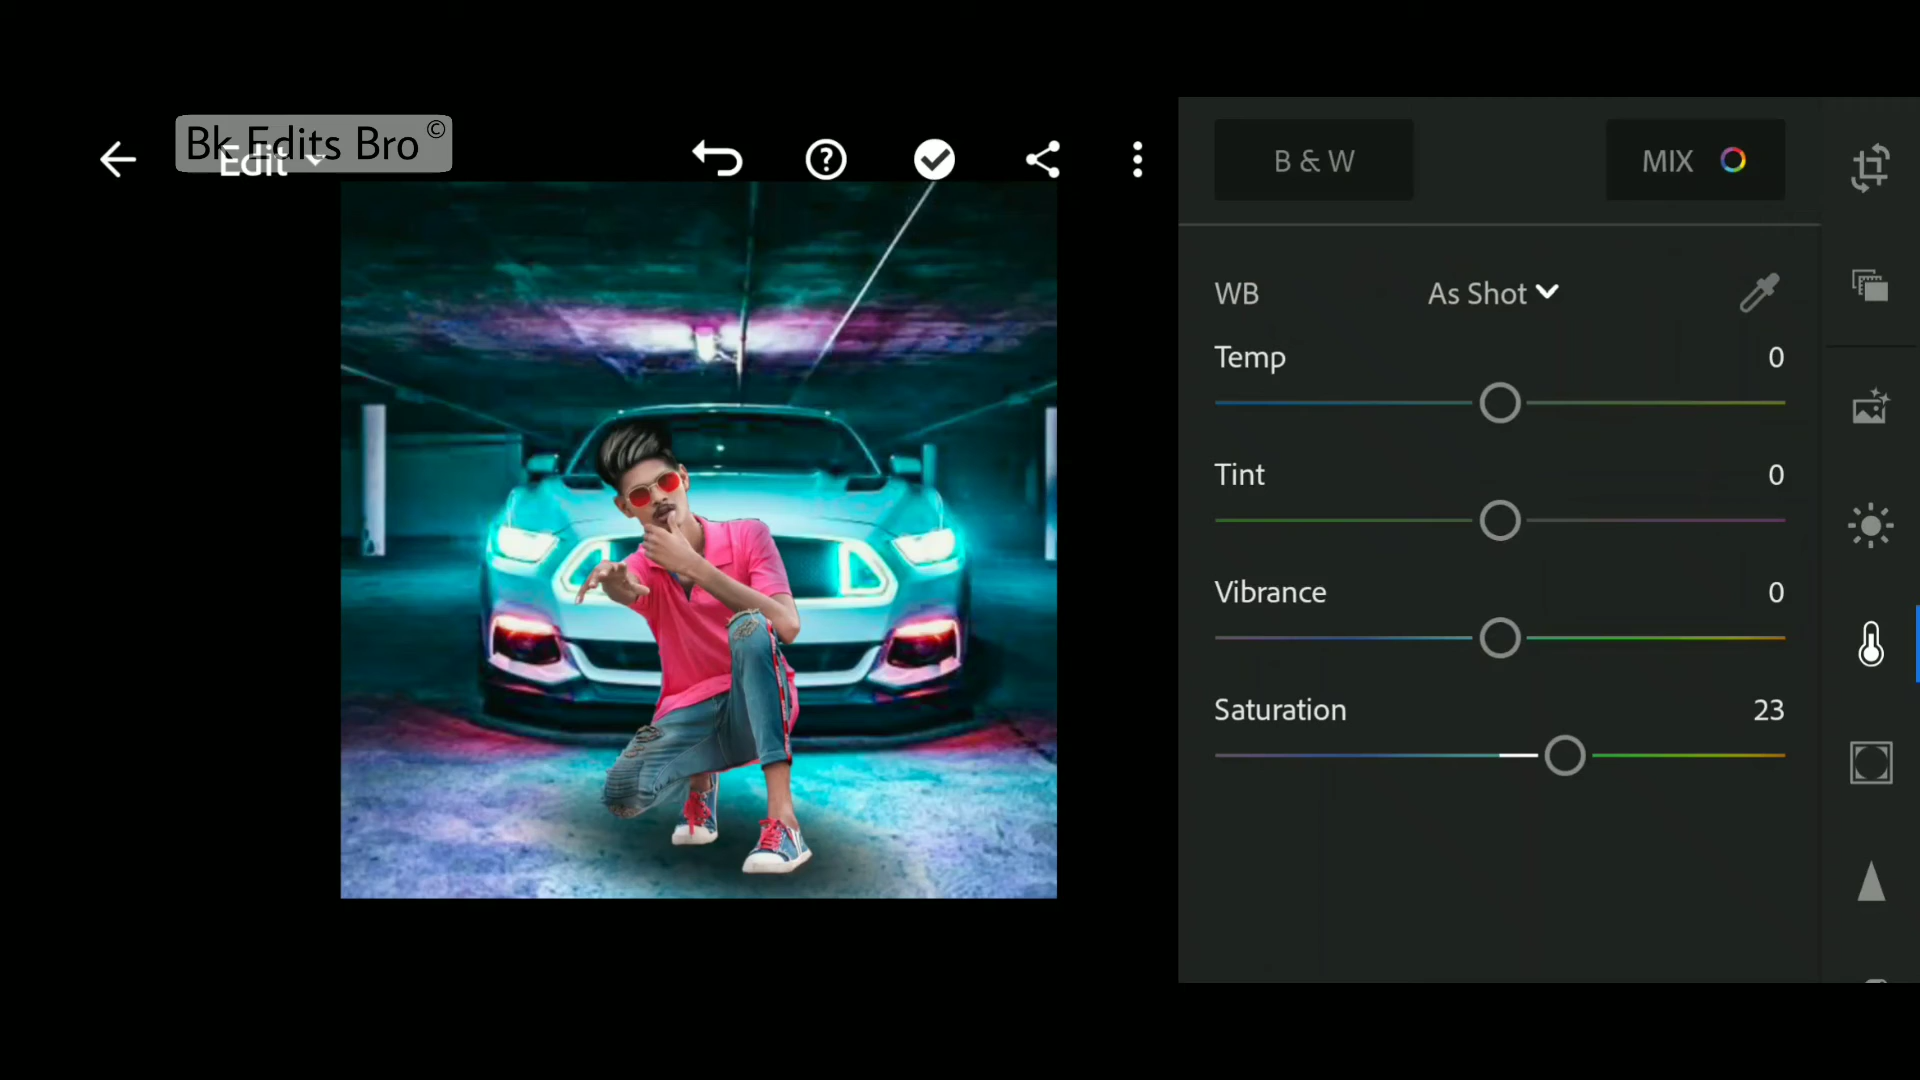 Bk Edits Bro ©
Edit
B & W
MIX
WB
As Shot
Temp
0
Tint
0
Vibrance
0
Saturation
23